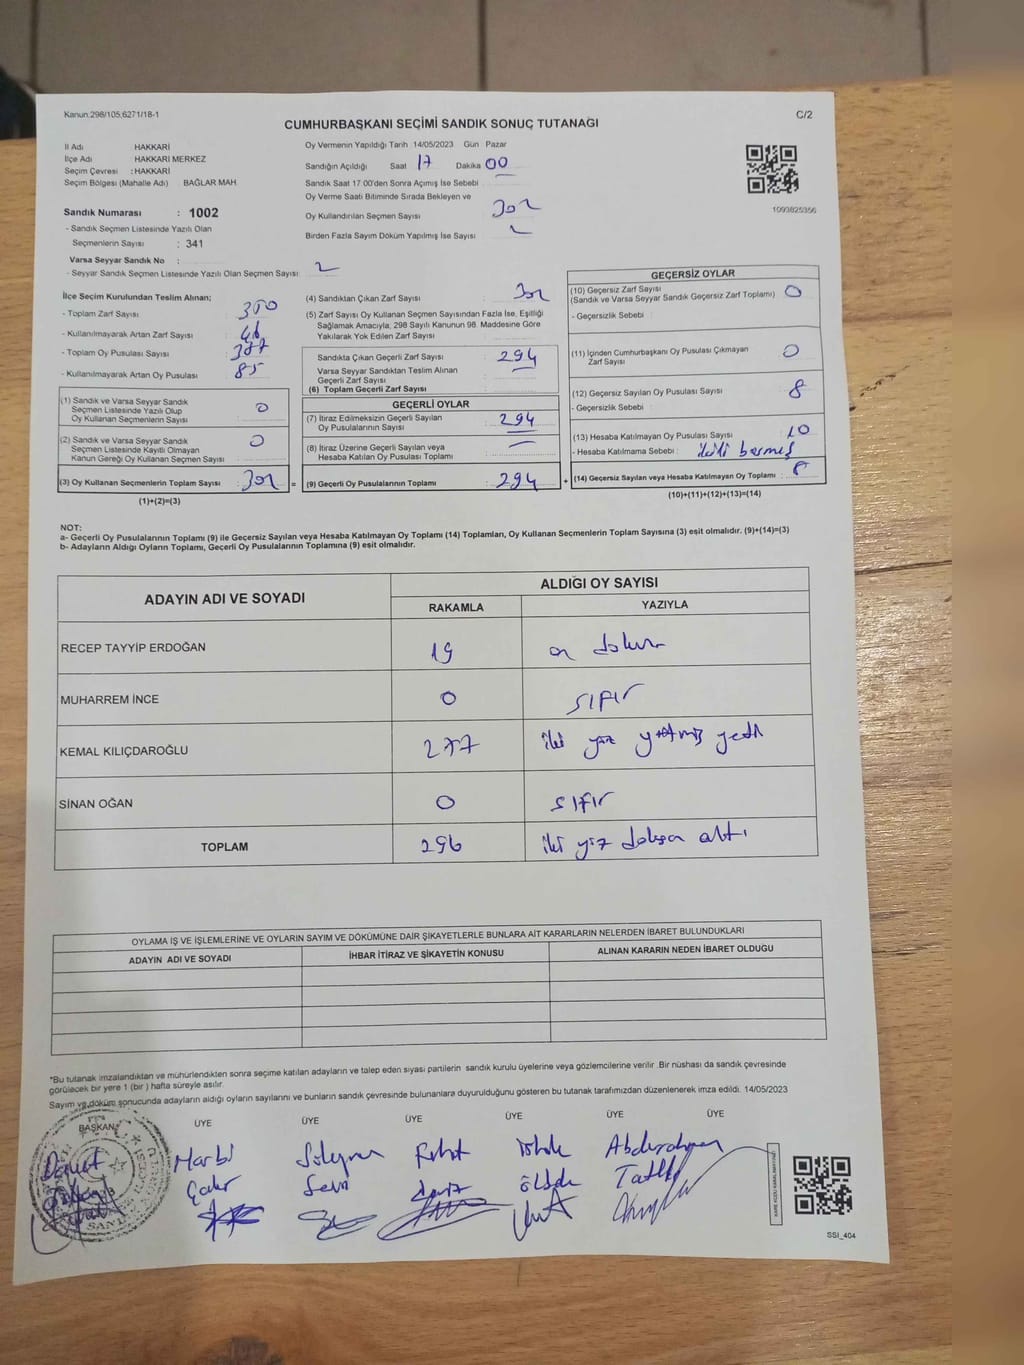 Kanun:298/105,6271/18-1
C/2
CUMHURBAŞKANI SEÇİMİ SANDIK SONUÇ TUTANAĞI
İl Adı HAKKARİ
İlçe Adı HAKKARİ MERKEZ
Seçim Çevresi : HAKKARİ
Seçim Bölgesi (Mahalle Adı) BAĞLAR MAH.
Oy Vermenin Yapıldığı Tarih 14/05/2023 Gün Pazar
Sandığın Açıldığı Saat 17 Dakika 00
Sandık Saat 17.00'den Sonra Açımış İse Sebebi
Oy Verme Saati Bitiminde Sırada Bekleyen ve
Oy Kullandırılan Seçmen Sayısı 302
Birden Fazla Sayım Döküm Yapılmış İse Sayısı
1093825356
Sandık Numarası : 1002
- Sandık Seçmen Listesinde Yazılı Olan
Seçmenlerin Sayısı : 341
Varsa Seyyar Sandık No :
- Seyyar Sandık Seçmen Listesinde Yazılı Olan Seçmen Sayısı:
İlçe Seçim Kurulundan Teslim Alınan;
- Toplam Zarf Sayısı : 350
- Kullanılmayarak Artan Zarf Sayısı :
- Toplam Oy Pusulası Sayısı : 387
- Kullanılmayarak Artan Oy Pusulası : 85
(1) Sandık ve Varsa Seyyar Sandık
Seçmen Listesinde Yazılı Olup
Oy Kullanan Seçmenlerin Sayısı : 0
(2) Sandık ve Varsa Seyyar Sandık
Seçmen Listesinde Kayıtlı Olmayan
Kanun Gereği Oy Kullanan Seçmen Sayısı : 0
(3) Oy Kullanan Seçmenlerin Toplam Sayısı : 302
(1)+(2)=(3)
(4) Sandıktan Çıkan Zarf Sayısı : 302
(5) Zarf Sayısı Oy Kullanan Seçmen Sayısından Fazla İse, Eşitliği
Sağlamak Amacıyla, 298 Sayılı Kanunun 98. Maddesine Göre
Yakılarak Yok Edilen Zarf Sayısı :
Sandıkta Çıkan Geçerli Zarf Sayısı : 294
Varsa Seyyar Sandıktan Teslim Alınan
Geçerli Zarf Sayısı :
(6) Toplam Geçerli Zarf Sayısı :
GEÇERLİ OYLAR
(7) İtiraz Edilmeksizin Geçerli Sayılan
Oy Pusulalarının Sayısı : 294
(8) İtiraz Üzerine Geçerli Sayılan veya
Hesaba Katılan Oy Pusulası Toplamı :
= (9) Geçerli Oy Pusulalarının Toplamı : 294
GEÇERSİZ OYLAR
(10) Geçersiz Zarf Sayısı : 0
(Sandık ve Varsa Seyyar Sandık Geçersiz Zarf Toplamı)
- Geçersizlik Sebebi :
(11) İçinden Cumhurbaşkanı Oy Pusulası Çıkmayan
Zarf Sayısı : 0
(12) Geçersiz Sayılan Oy Pusulası Sayısı : 8
- Geçersizlik Sebebi :
(13) Hesaba Katılmayan Oy Pusulası Sayısı : 10
- Hesaba Katılmama Sebebi : basmış
+ (14) Geçersiz Sayılan veya Hesaba Katılmayan Oy Toplamı : 8
(10)+(11)+(12)+(13)=(14)
NOT:
a- Geçerli Oy Pusulalarının Toplamı (9) ile Geçersiz Sayılan veya Hesaba Katılmayan Oy Toplamı (14) Toplamları, Oy Kullanan Seçmenlerin Toplam Sayısına (3) eşit olmalıdır. (9)+(14)=(3)
b- Adayların Aldığı Oyların Toplamı, Geçerli Oy Pusulalarının Toplamına (9) eşit olmalıdır.
ADAYIN ADI VE SOYADI
ALDIĞI OY SAYISI
RAKAMLA
YAZIYLA
RECEP TAYYİP ERDOĞAN 19 on dokuz
MUHARREM İNCE 0 sıfır
KEMAL KILIÇDAROĞLU 277 iki yüz yetmiş yedi
SİNAN OĞAN 0 sıfır
TOPLAM 296 iki yüz doksan altı
OYLAMA İŞ VE İŞLEMLERİNE VE OYLARIN SAYIM VE DÖKÜMÜNE DAİR ŞİKAYETLERLE BUNLARA AİT KARARLARIN NELERDEN İBARET BULUNDUKLARI
ADAYIN ADI VE SOYADI
İHBAR İTİRAZ VE ŞİKAYETİN KONUSU
ALINAN KARARIN NEDEN İBARET OLDUĞU
*Bu tutanak imzalandıktan ve mühürlendikten sonra seçime katılan adayların ve talep eden siyasi partilerin sandık kurulu üyelerine veya gözlemcilerine verilir .Bir nüshası da sandık çevresinde
görülecek bir yere 1 (bir ) hafta süreyle asılır.
Sayım ve döküm sonucunda adayların aldığı oyların sayılarını ve bunların sandık çevresinde bulunanlara duyurulduğunu gösteren bu tutanak tarafımızdan düzenlenerek imza edildi. 14/05/2023
BAŞKAN ÜYE ÜYE ÜYE ÜYE ÜYE ÜYE
Harbi Abdurrahman
Çakır Tatlı
SSI_404